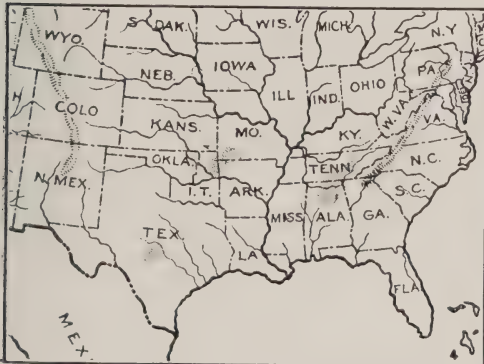 WYO.
S. DAK.
WIS.
MICH.
N.Y
NEB.
IOWA
ILL
IND.
OHIO
PA.
COLO
KANS.
MO.
KY.
W.VA.
VA.
N. MEX.
OKLA.
I.T.
ARK.
TENN.
N.C.
S.C.
TEX.
LA
MISS
ALA
GA.
FLA
MEX.